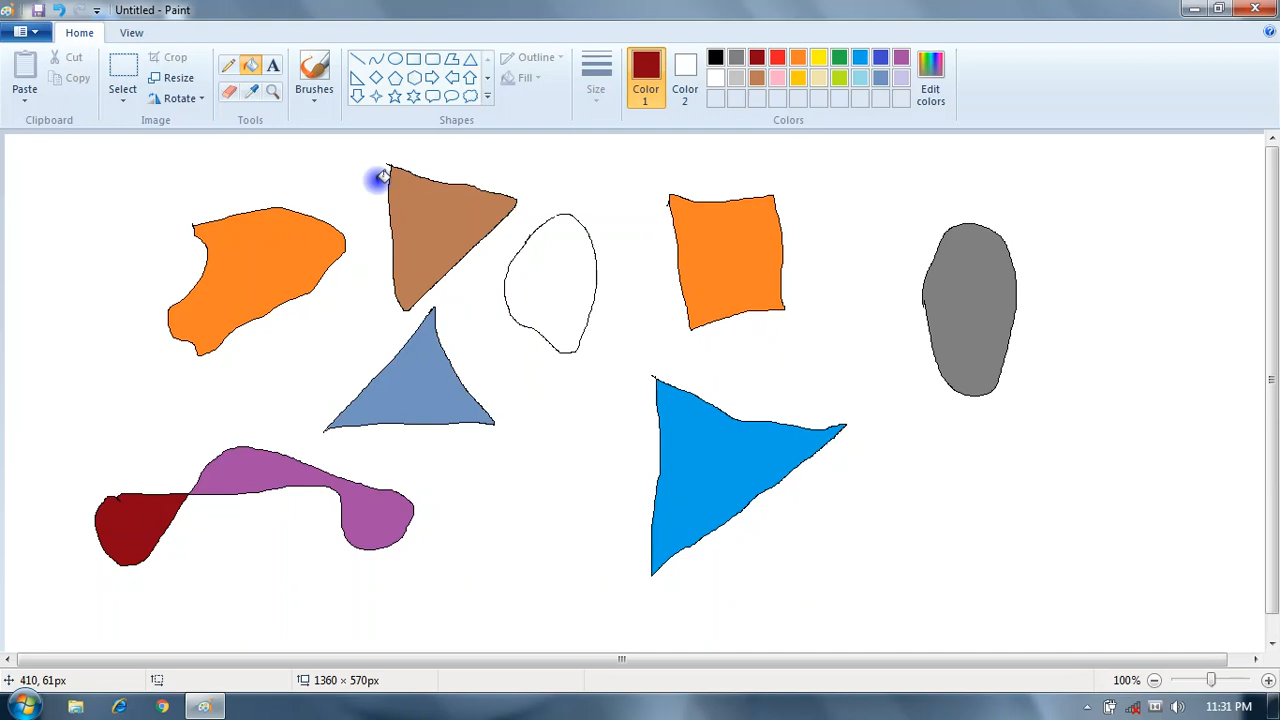 Untitled - Paint
Home View
Paste
Cut
Copy
Clipboard
Select
Crop
Resize
Rotate
Image
A
Tools
Brushes
Outline
Fill
Shapes
Size
Color 1
Color 2
Edit colors
Colors
410, 61px
1360 × 570px
100%
11:31 PM